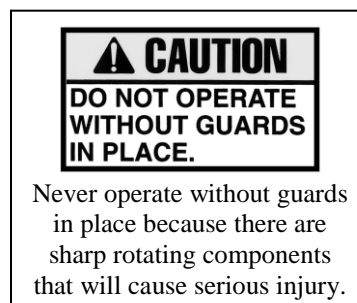 CAUTION
DO NOT OPERATE
WITHOUT GUARDS
IN PLACE.
Never operate without guards
in place because there are
sharp rotating components
that will cause serious injury.